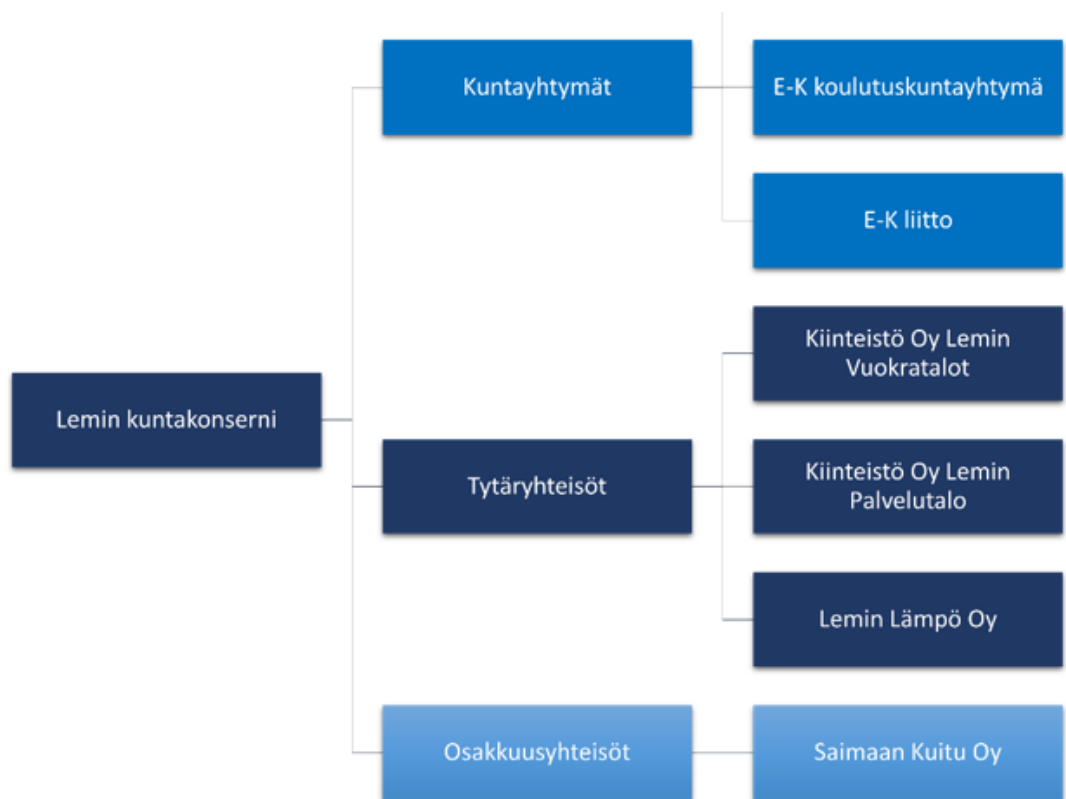 Kuntayhtymät
E-K koulutuskuntayhtymä
E-K liitto
Kiinteistö Oy Lemin
Vuokratalot
Lemin kuntakonserni
Tytäryhteisöt
Kiinteistö Oy Lemin
Palvelutalo
Lemin Lämpö Oy
Osakkuusyhteisöt
Saimaan Kuitu Oy